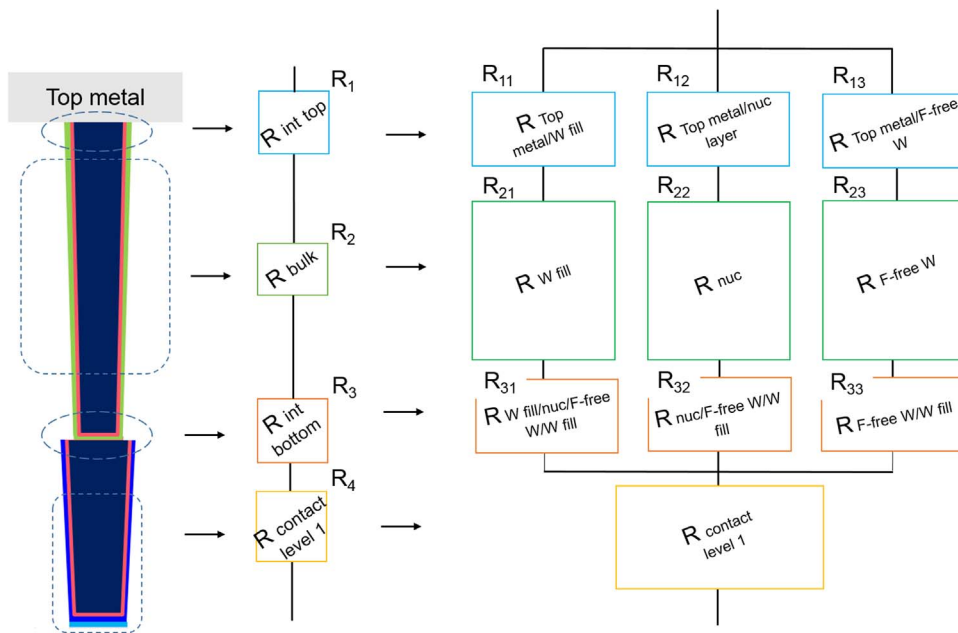 Top metal
R1
R int top
R2
R bulk
R3
R int
bottom
R4
R contact
level 1
R11
R Top
metal/W fill
R12
R Top metal/nuc
layer
R13
R Top metal/F-free
W
R21
R W fill
R22
R nuc
R23
R F-free W
R31
R W fill/nuc/F-free
W/W fill
R32
R nuc/F-free W/W
fill
R33
R F-free W/W fill
R contact
level 1